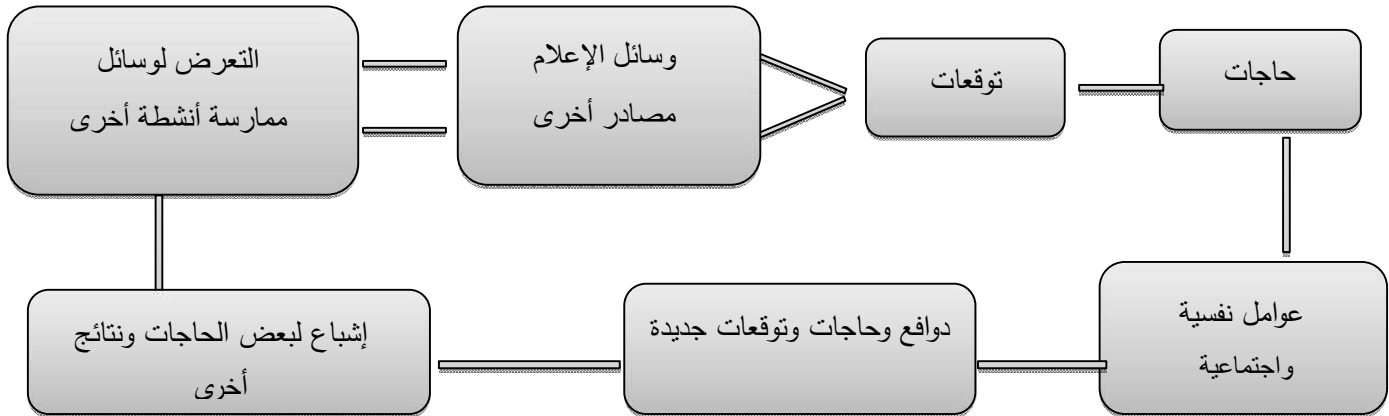 حاجات
توقعات
وسائل الإعلام
مصادر أخرى
التعرض لوسائل
ممارسة أنشطة أخرى
عوامل نفسية
واجتماعية
دوافع وحاجات وتوقعات جديدة
إشباع لبعض الحاجات ونتائج
أخرى